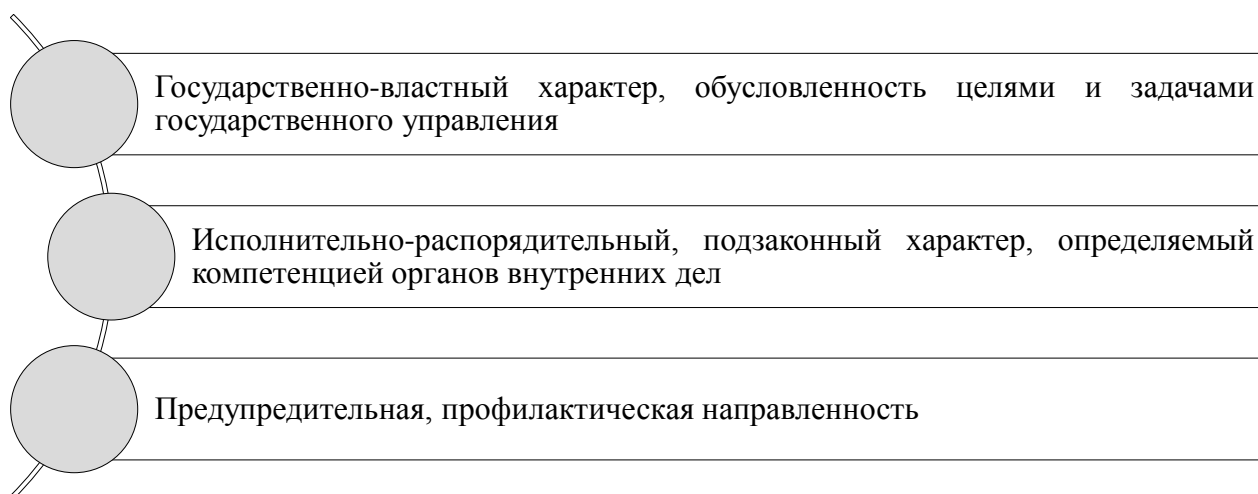 Государственно-властный характер, обусловленность целями и задачами
государственного управления
Исполнительно-распорядительный, подзаконный характер, определяемый
компетенцией органов внутренних дел
Предупредительная, профилактическая направленность